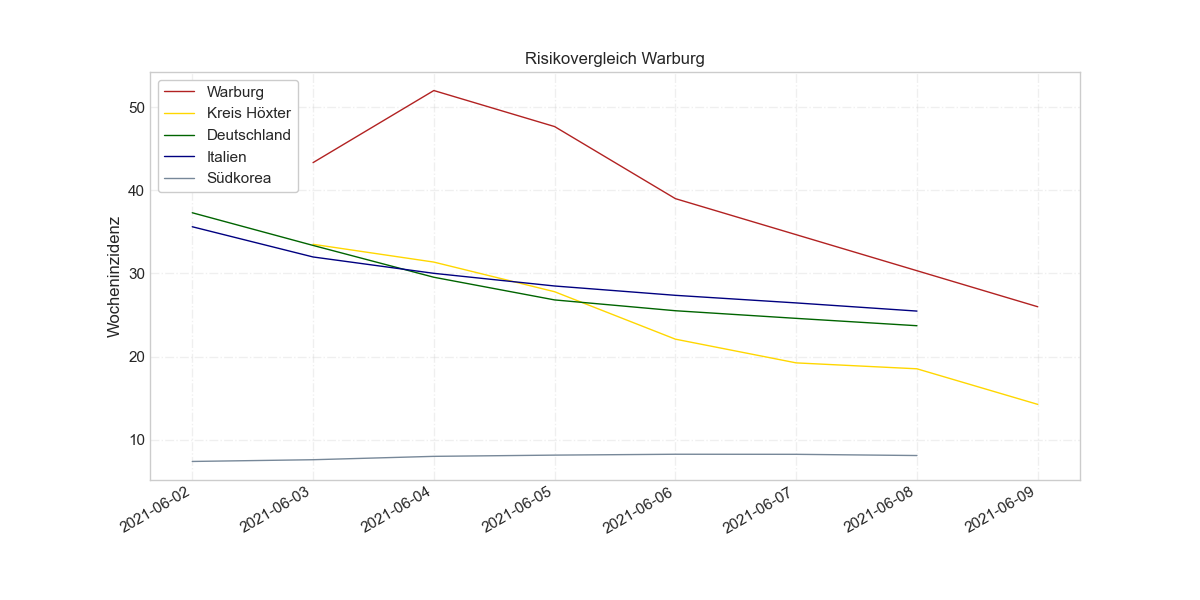 Risikovergleich Warburg
Warburg
Kreis Höxter
Deutschland
Italien
Südkorea
Wocheninzidenz
50
40
30
20
10
2021-06-02
2021-06-03
2021-06-04
2021-06-05
2021-06-06
2021-06-07
2021-06-08
2021-06-09